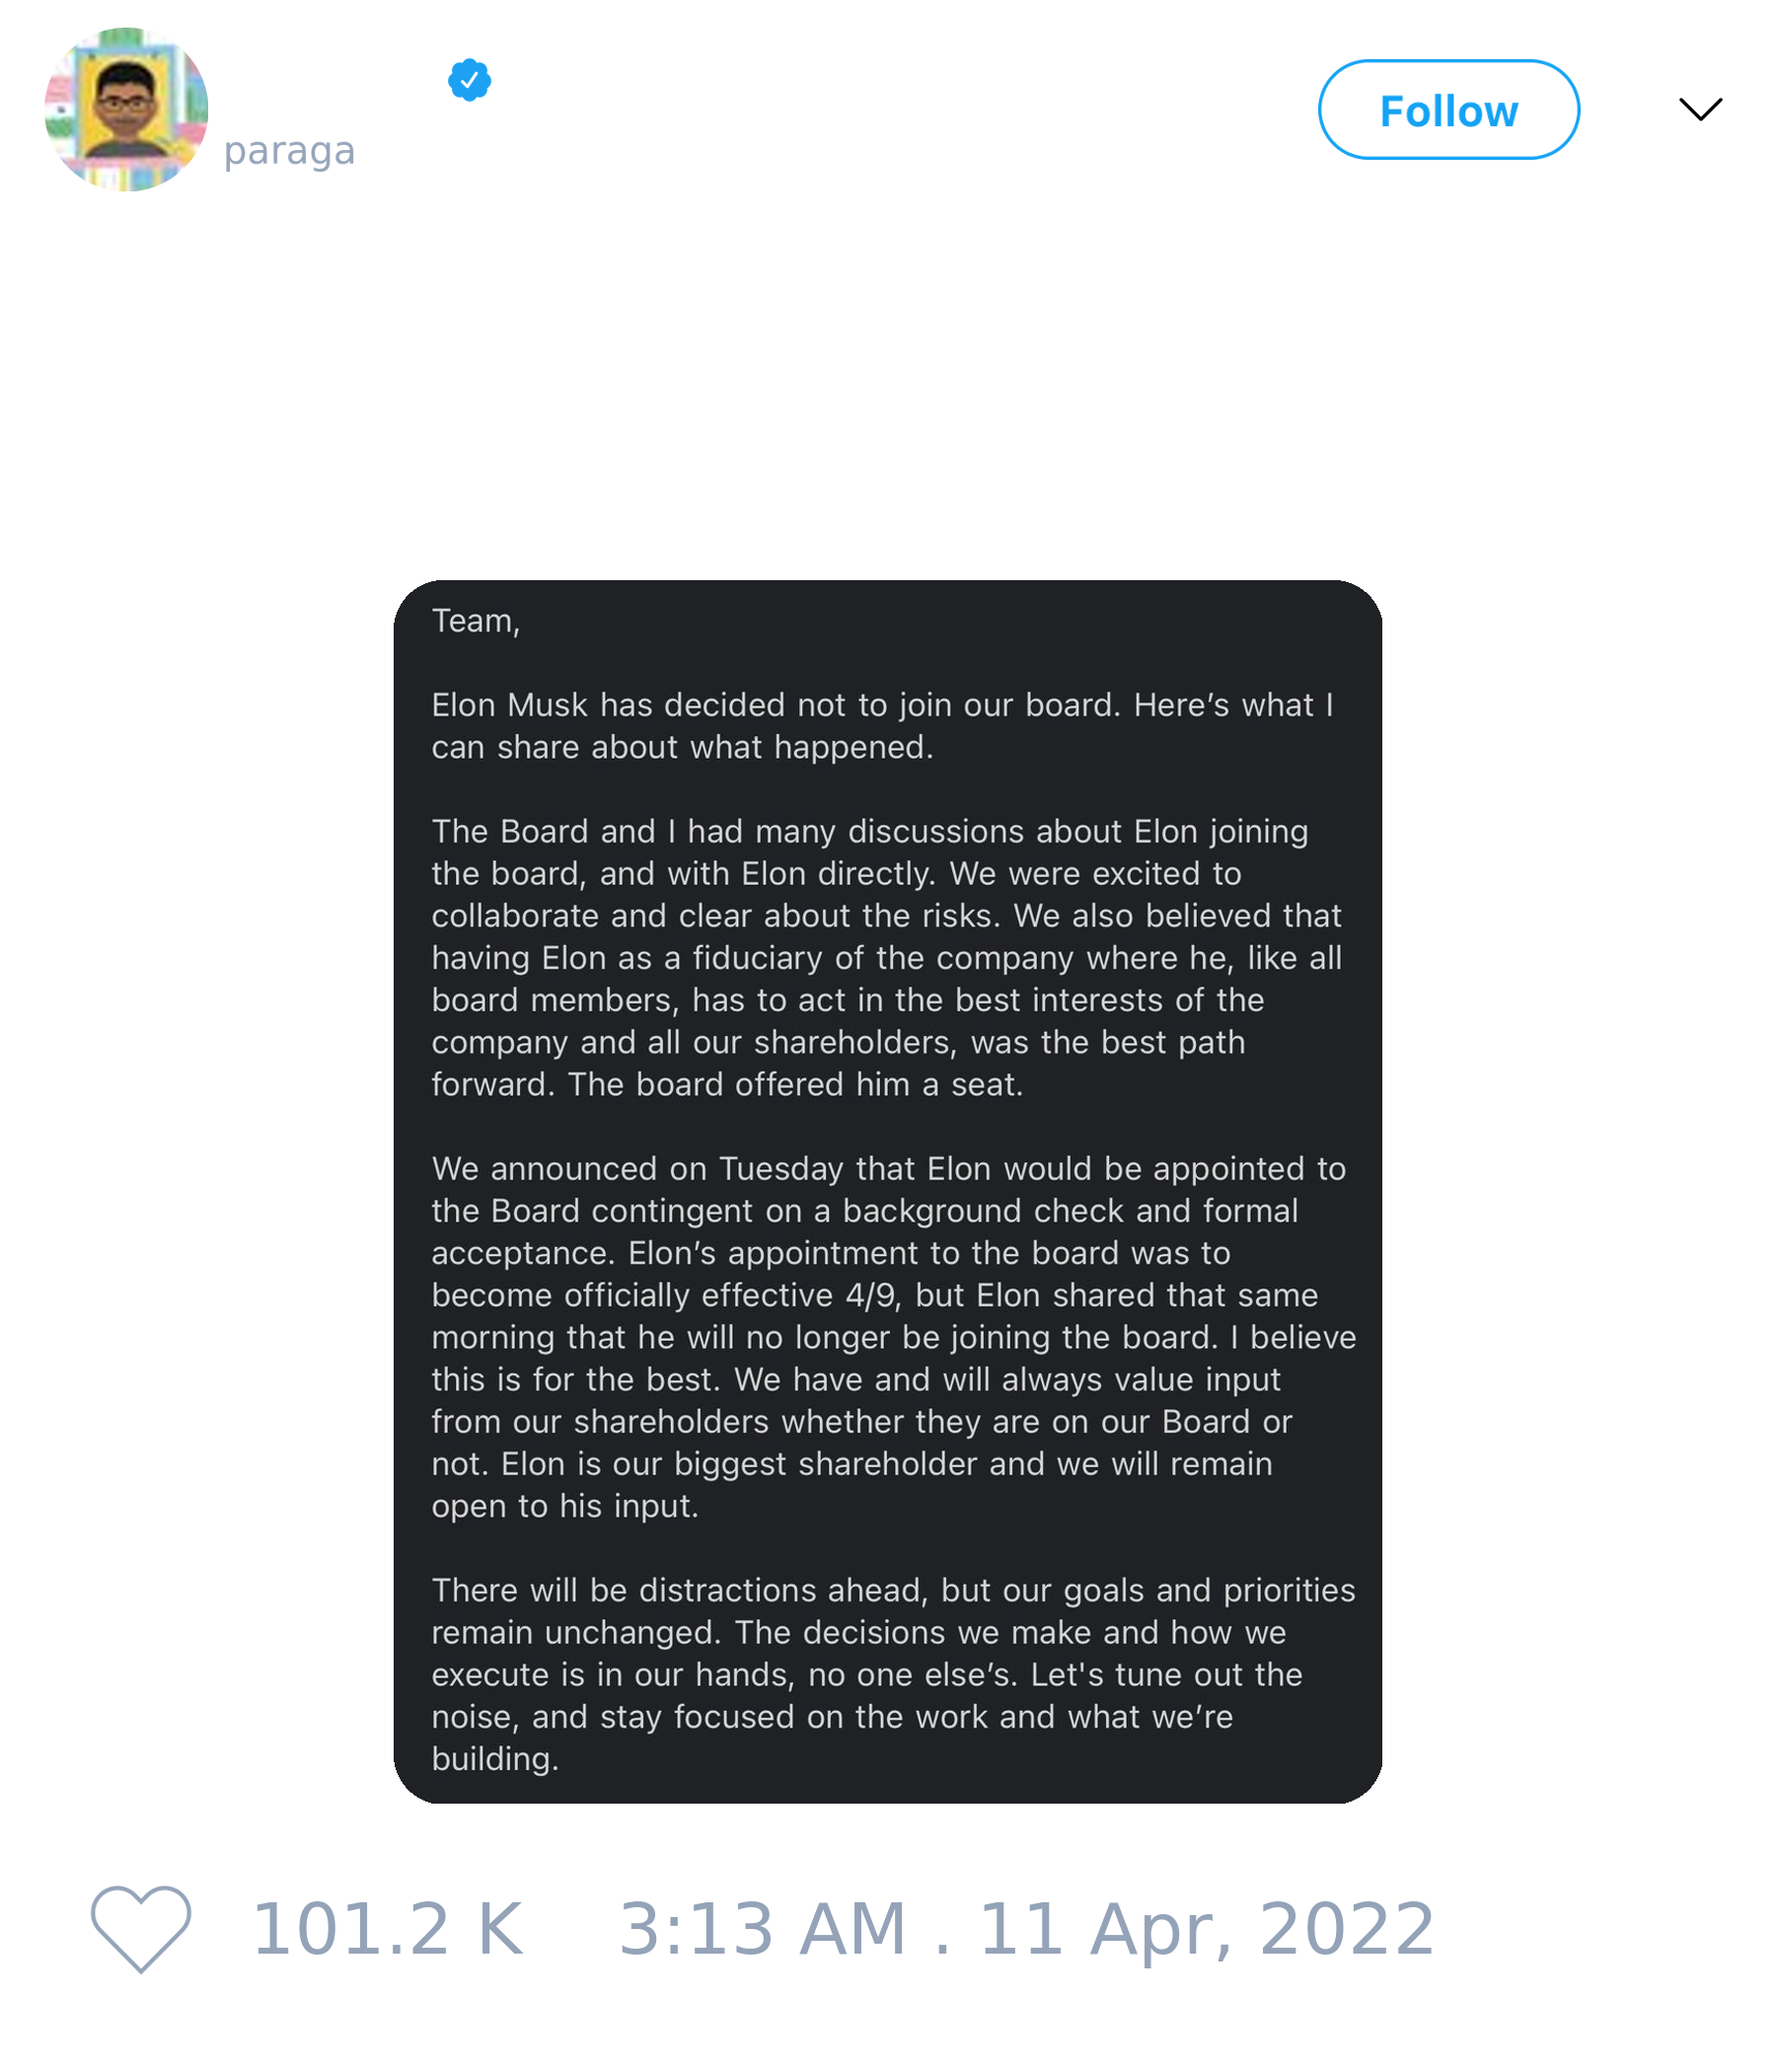 paraga
Follow
Team,
Elon Musk has decided not to join our board. Here’s what I
can share about what happened.
The Board and I had many discussions about Elon joining
the board, and with Elon directly. We were excited to
collaborate and clear about the risks. We also believed that
having Elon as a fiduciary of the company where he, like all
board members, has to act in the best interests of the
company and all our shareholders, was the best path
forward. The board offered him a seat.
We announced on Tuesday that Elon would be appointed to
the Board contingent on a background check and formal
acceptance. Elon’s appointment to the board was to
become officially effective 4/9, but Elon shared that same
morning that he will no longer be joining the board. I believe
this is for the best. We have and will always value input
from our shareholders whether they are on our Board or
not. Elon is our biggest shareholder and we will remain
open to his input.
There will be distractions ahead, but our goals and priorities
remain unchanged. The decisions we make and how we
execute is in our hands, no one else’s. Let's tune out the
noise, and stay focused on the work and what we’re
building.
101.2 K 3:13 AM . 11 Apr, 2022